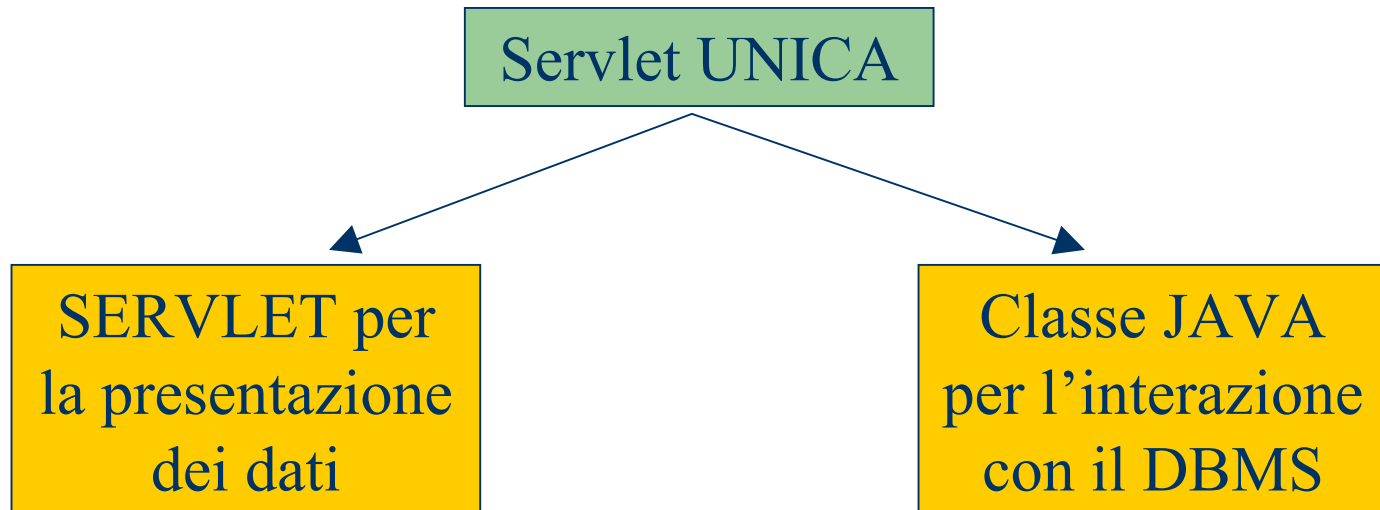 Servlet UNICA
SERVLET per
la presentazione
dei dati
Classe JAVA
per l’interazione
con il DBMS